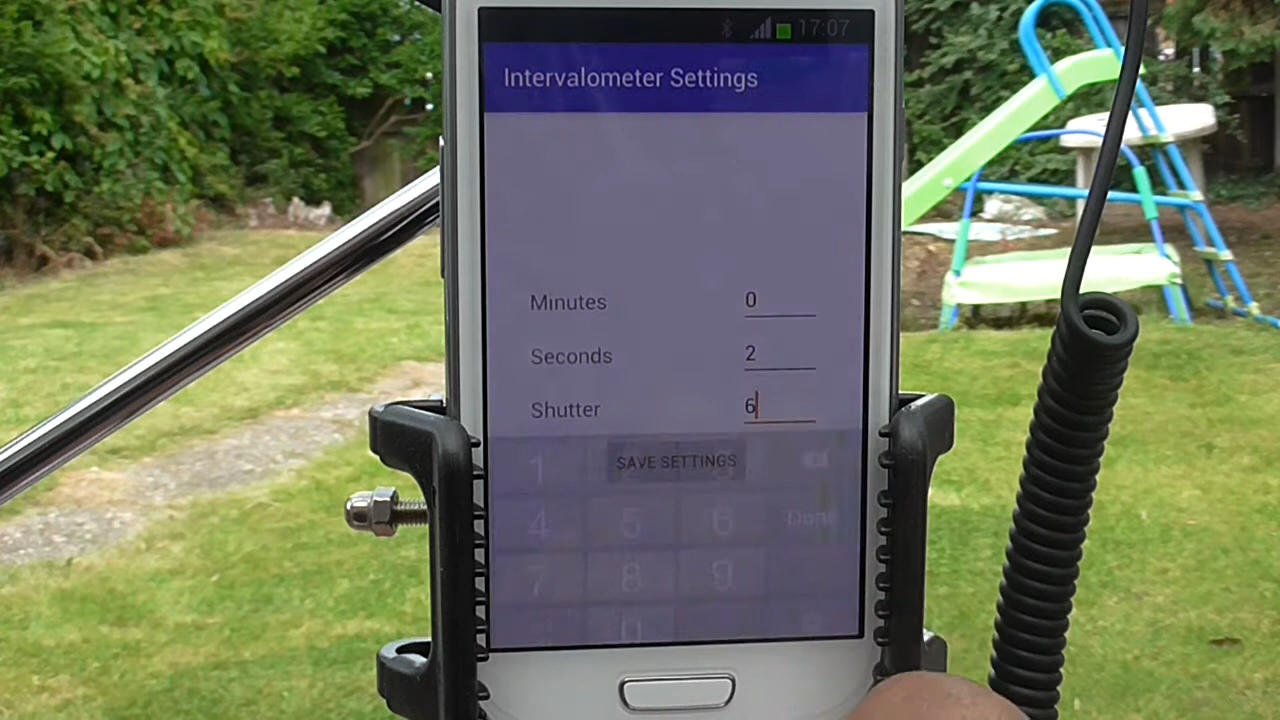 17:07
Intervalometer Settings
Minutes 0
Seconds 2
Shutter 6
SAVE SETTINGS
1
4 5 6 Done
7 8 9
0